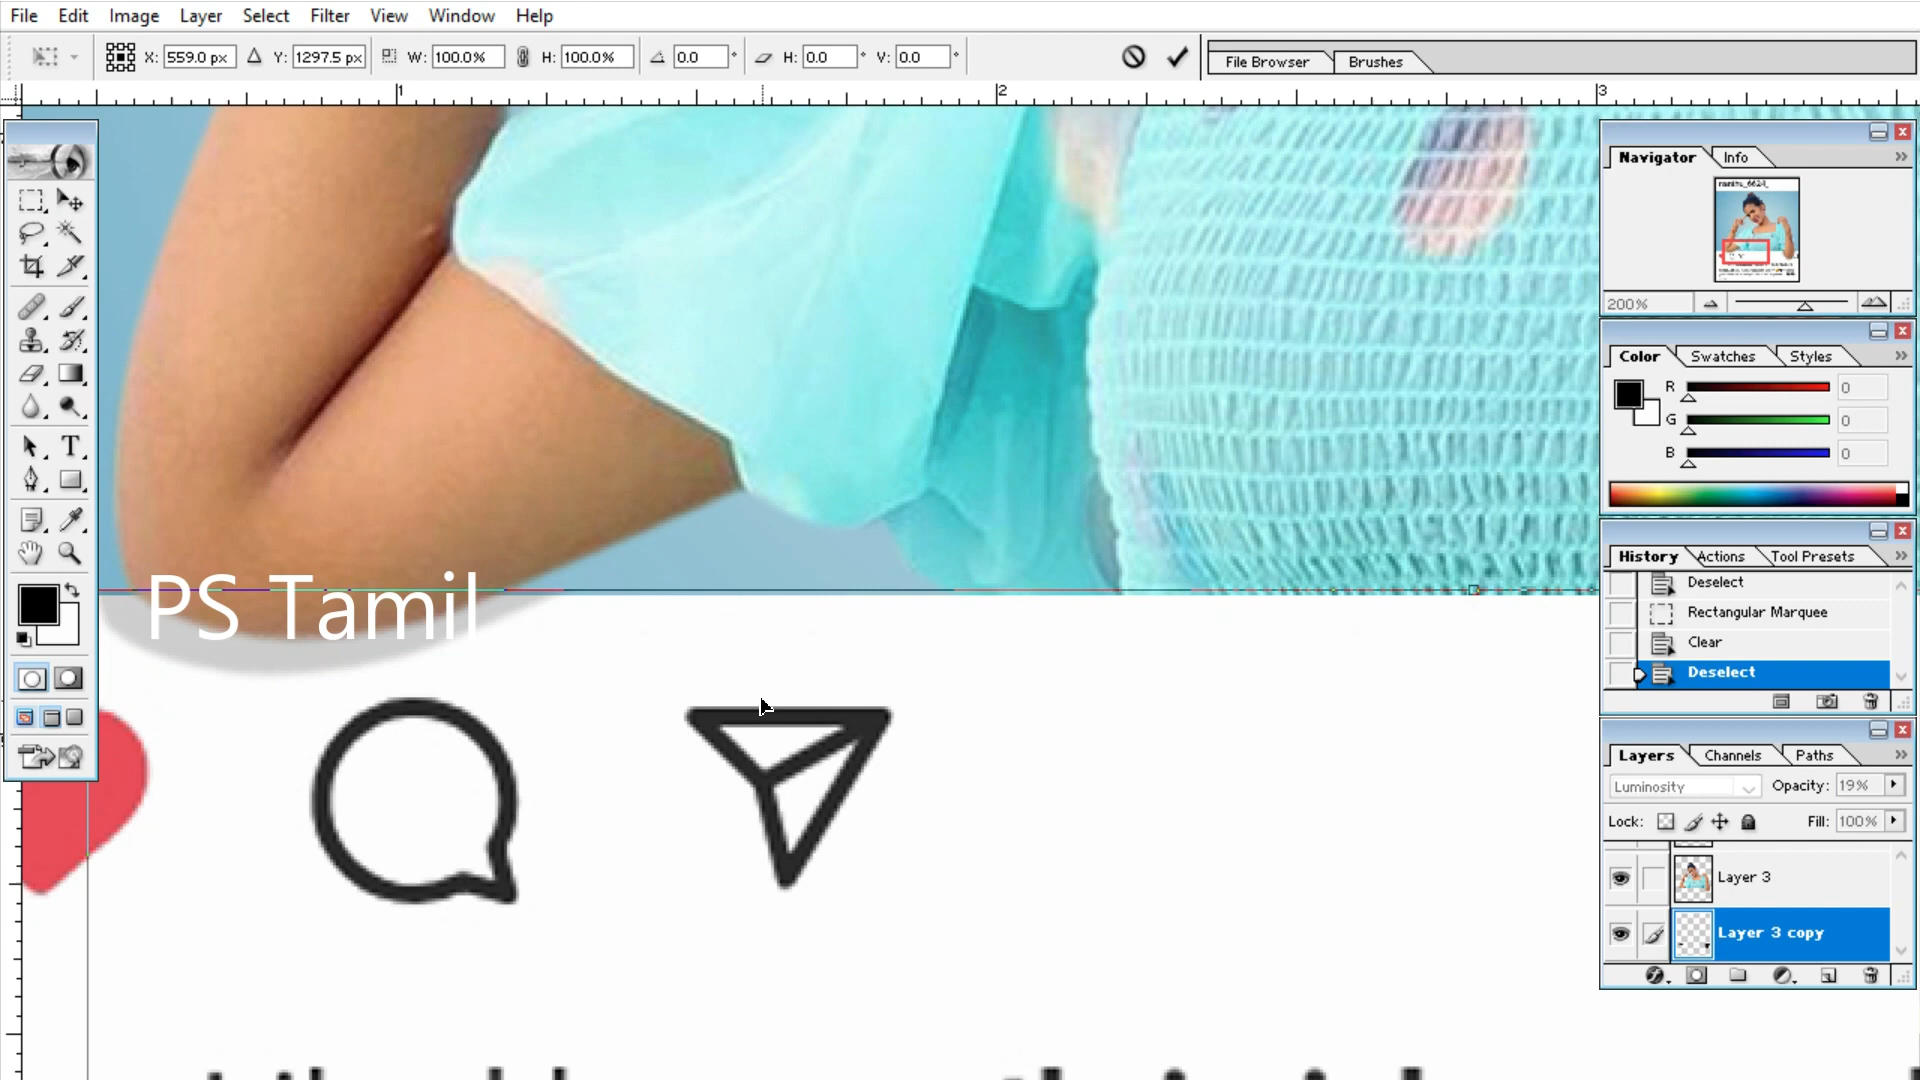 File Edit Image Layer Select Filter View Window Help
X: 559.0 px Y: 1297.5 px W: 100.0% H: 100.0% 0.0 ° H: 0.0 ° V: 0.0 °
File Browser Brushes
1 2 3
Navigator Info
200%
Color Swatches Styles
R 0
G 0
B 0
History Actions Tool Presets
Deselect
Rectangular Marquee
Clear
Deselect
PS Tamil
Layers Channels Paths
Luminosity Opacity: 19%
Lock: Fill: 100%
Layer 3
Layer 3 copy